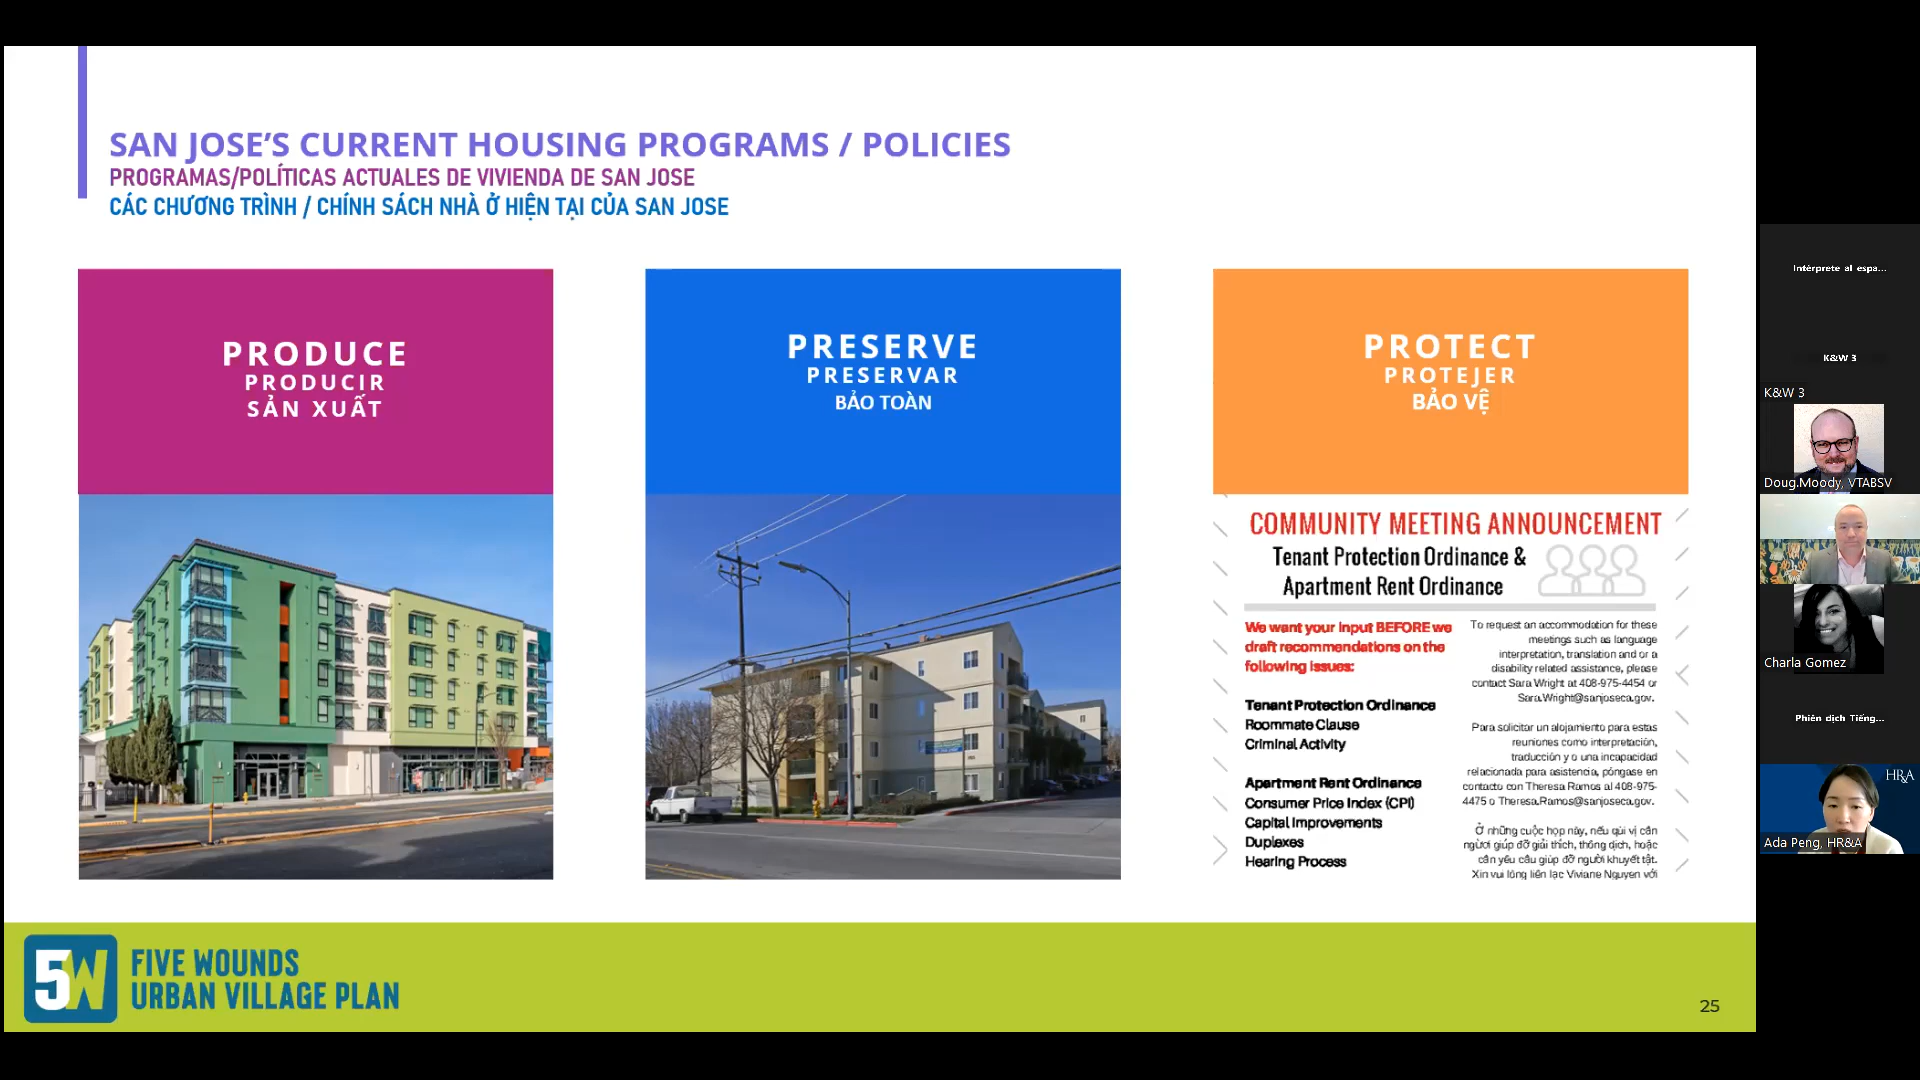 SAN JOSE'S CURRENT HOUSING PROGRAMS / POLICIES
PROGRAMAS/POLÍTICAS ACTUALES DE VIVIENDA DE SAN JOSE
CÁC CHƯƠNG TRÌNH / CHÍNH SÁCH NHÀ Ở HIỆN TẠI CỦA SAN JOSE
PRODUCE
PRODUCIR
SẢN XUẤT
PRESERVE
PRESERVAR
BẢO TOÀN
PROTECT
PROTEJER
BẢO VỆ
COMMUNITY MEETING ANNOUNCEMENT
Tenant Protection Ordinance &
Apartment Rent Ordinance
We want your input BEFORE we
draft recommendations on the
following issues:
Tenant Protection Ordinance
Roommate Clause
Criminal Activity
Apartment Rent Ordinance
Consumer Price Index (CPI)
Capital Improvements
Duplexes
Hearing Process
To request an accommodation for these
meetings such as language
interpretation, translation and or a
disability related assistance, please
contact Sara Wright at 408-975-4454 or
Sara.Wright@sanjoseca.gov.
Para solicitar un alojamiento para estas
reuniones como interpretación,
traducción y o una incapacidad
relacionada para asistencia, póngase en
contacto con Theresa Ramos al 408-975-
4475 o Theresa.Ramos@sanjoseca.gov.
Ở những cuộc họp này, nếu qúi vị cần
người giúp đỡ giải thích, thông dịch, hoặc
cần yêu cầu giúp đỡ người khuyết tật.
Xin vui lòng liên lạc Viviane Nguyen với
5W FIVE WOUNDS
URBAN VILLAGE PLAN
25
Intérprete al espa...
K&W 3
K&W 3
Doug.Moody, VTABSV
Charla Gomez
Phiên dịch Tiếng...
HR&A
Ada Peng, HR&A